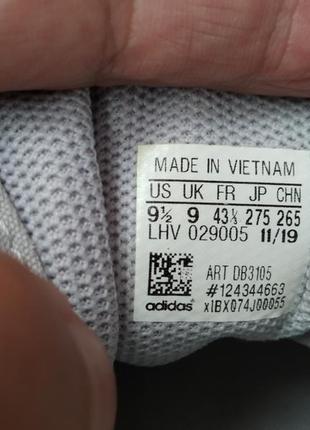 MADE IN VIETNAM
US UK FR JP CHN
9½ 9 43⅓ 275 265
LHV 029005 11/19
ART DB3105
#124344663
adidas xIBXQ74J00055